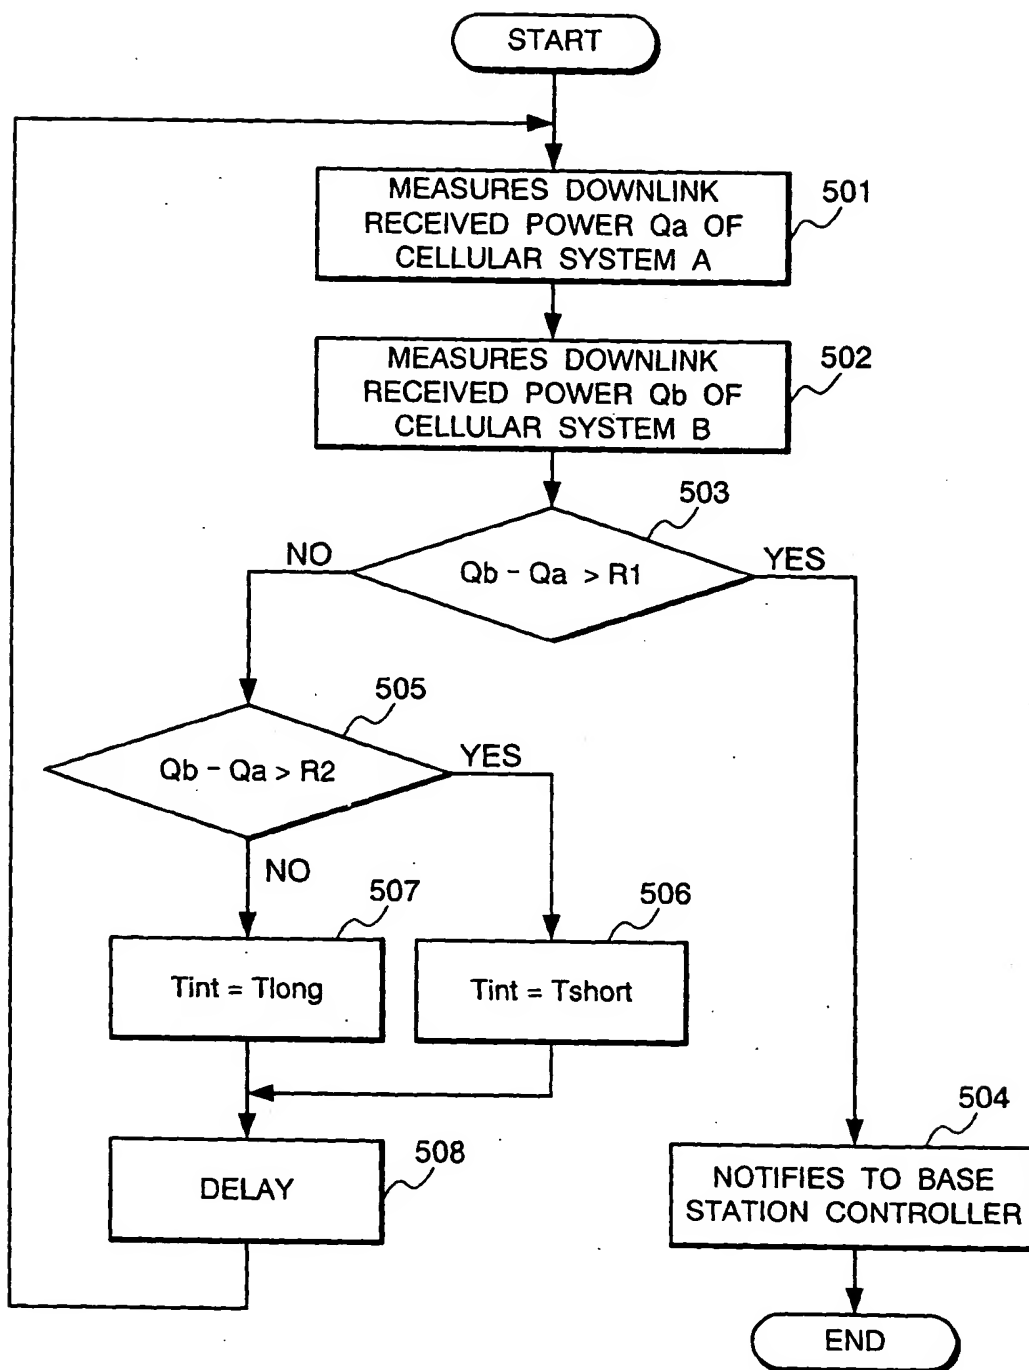 START
MEASURES DOWNLINK
RECEIVED POWER Qa OF
CELLULAR SYSTEM A
501
MEASURES DOWNLINK
RECEIVED POWER Qb OF
CELLULAR SYSTEM B
502
503
NO
Qb - Qa > R1
YES
505
Qb - Qa > R2
YES
NO
507
506
Tint = Tlong
Tint = Tshort
504
508
DELAY
NOTIFIES TO BASE
STATION CONTROLLER
END